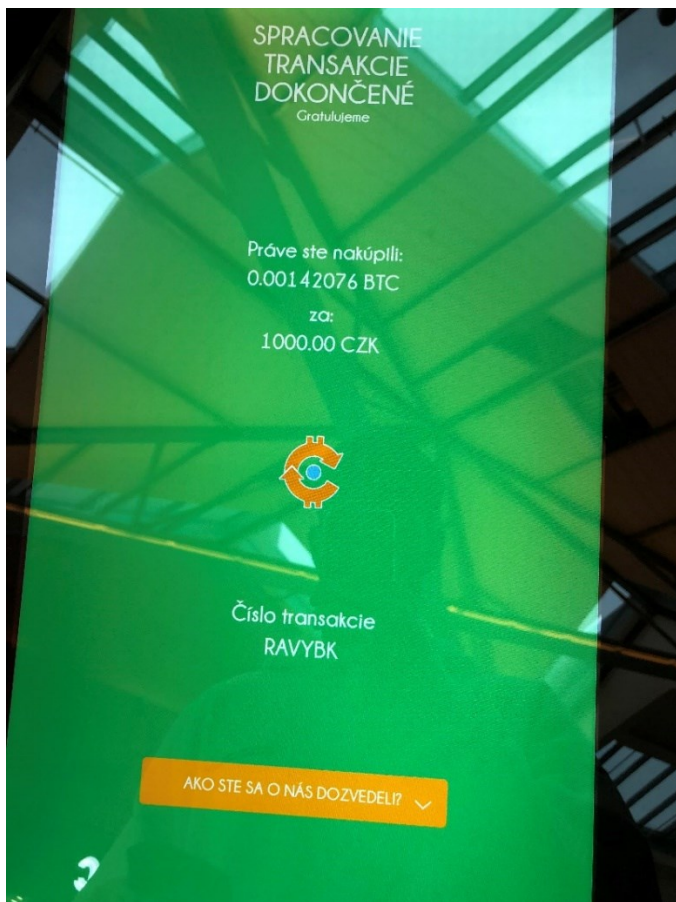 SPRACOVANIE
TRANSAKCIE
DOKONČENÉ
Gratulujeme
Práve ste nakúpili:
0.00142076 BTC
za:
1000.00 CZK
Číslo transakcie
RAVYBK
AKO STE SA O NÁS DOZVEDELI?